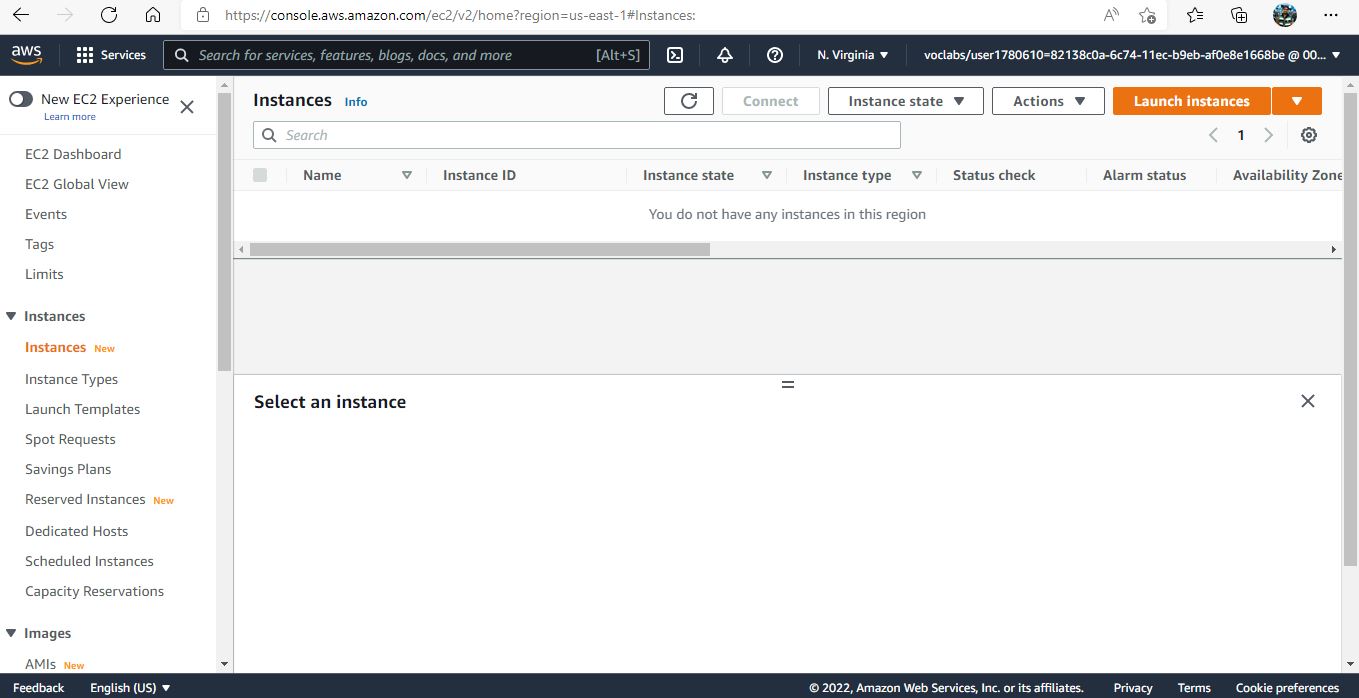 https://console.aws.amazon.com/ec2/v2/home?region=us-east-1#Instances:
aws
Services
Search for services, features, blogs, docs, and more [Alt+S]
N. Virginia
voclabs/user1780610=82138c0a-6c74-11ec-b9eb-af0e8e1668be @ 00...
New EC2 Experience
Learn more
EC2 Dashboard
EC2 Global View
Events
Tags
Limits
Instances
Instances New
Instance Types
Launch Templates
Spot Requests
Savings Plans
Reserved Instances New
Dedicated Hosts
Scheduled Instances
Capacity Reservations
Images
AMIs New
Instances Info
Connect
Instance state
Actions
Launch instances
Search
1
Name Instance ID Instance state Instance type Status check Alarm status Availability Zone
You do not have any instances in this region
Select an instance
Feedback English (US) © 2022, Amazon Web Services, Inc. or its affiliates. Privacy Terms Cookie preferences